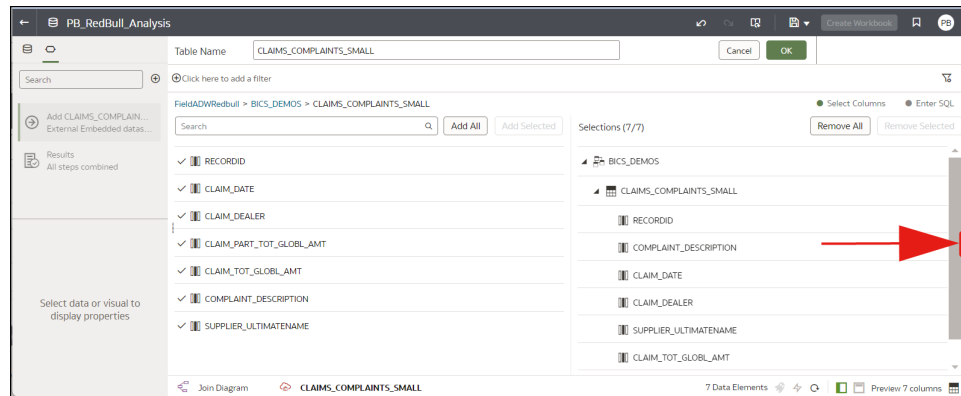 PB_RedBull_Analysis
Create Workbook
PB
Table Name
CLAIMS_COMPLAINTS_SMALL
Cancel
OK
Search
Click here to add a filter
FieldADWRedbull > BICS_DEMOS > CLAIMS_COMPLAINTS_SMALL
Select Columns
Enter SQL
Add CLAIMS_COMPLAIN...
External Embedded datas...
Search
Add All
Add Selected
Selections (7/7)
Remove All
Remove Selected
Results
All steps combined
RECORDID
CLAIM_DATE
CLAIM_DEALER
CLAIM_PART_TOT_GLOBL_AMT
CLAIM_TOT_GLOBL_AMT
COMPLAINT_DESCRIPTION
SUPPLIER_ULTIMATENAME
BICS_DEMOS
CLAIMS_COMPLAINTS_SMALL
RECORDID
COMPLAINT_DESCRIPTION
CLAIM_DATE
CLAIM_DEALER
SUPPLIER_ULTIMATENAME
CLAIM_TOT_GLOBL_AMT
Select data or visual to
display properties
Join Diagram
CLAIMS_COMPLAINTS_SMALL
7 Data Elements
Preview 7 columns